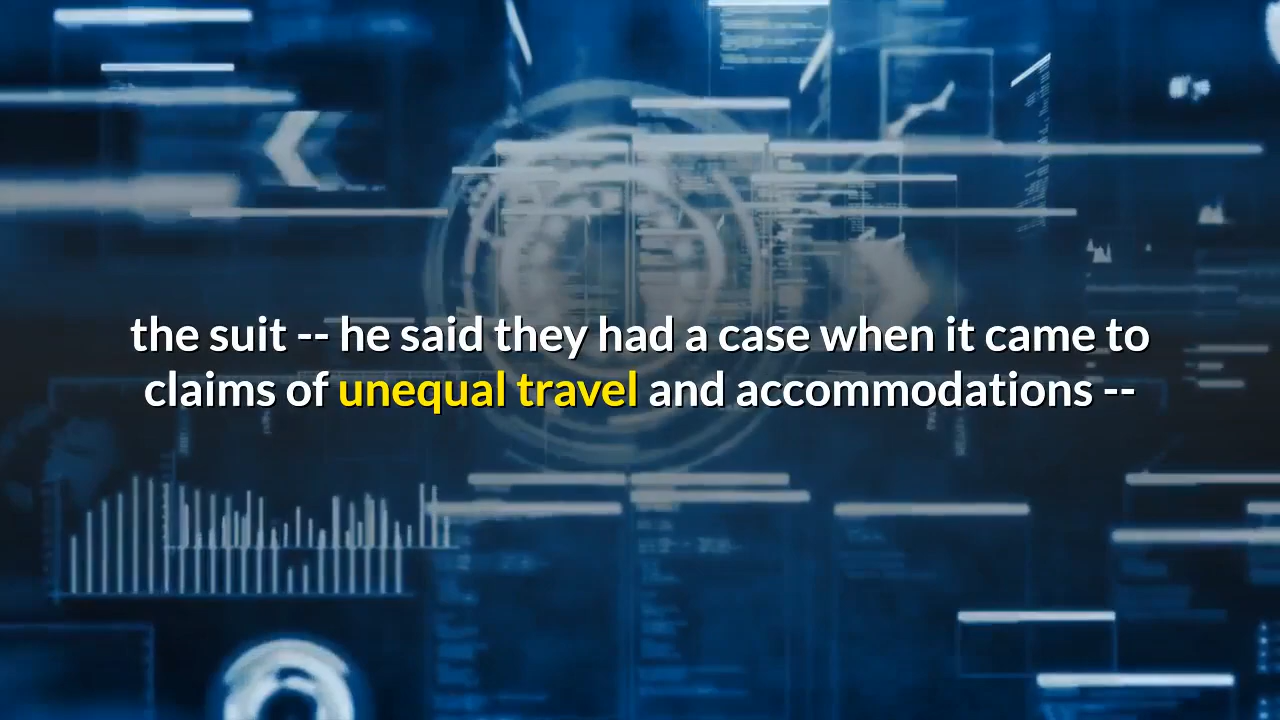 the suit -- he said they had a case when it came to
claims of unequal travel and accommodations --